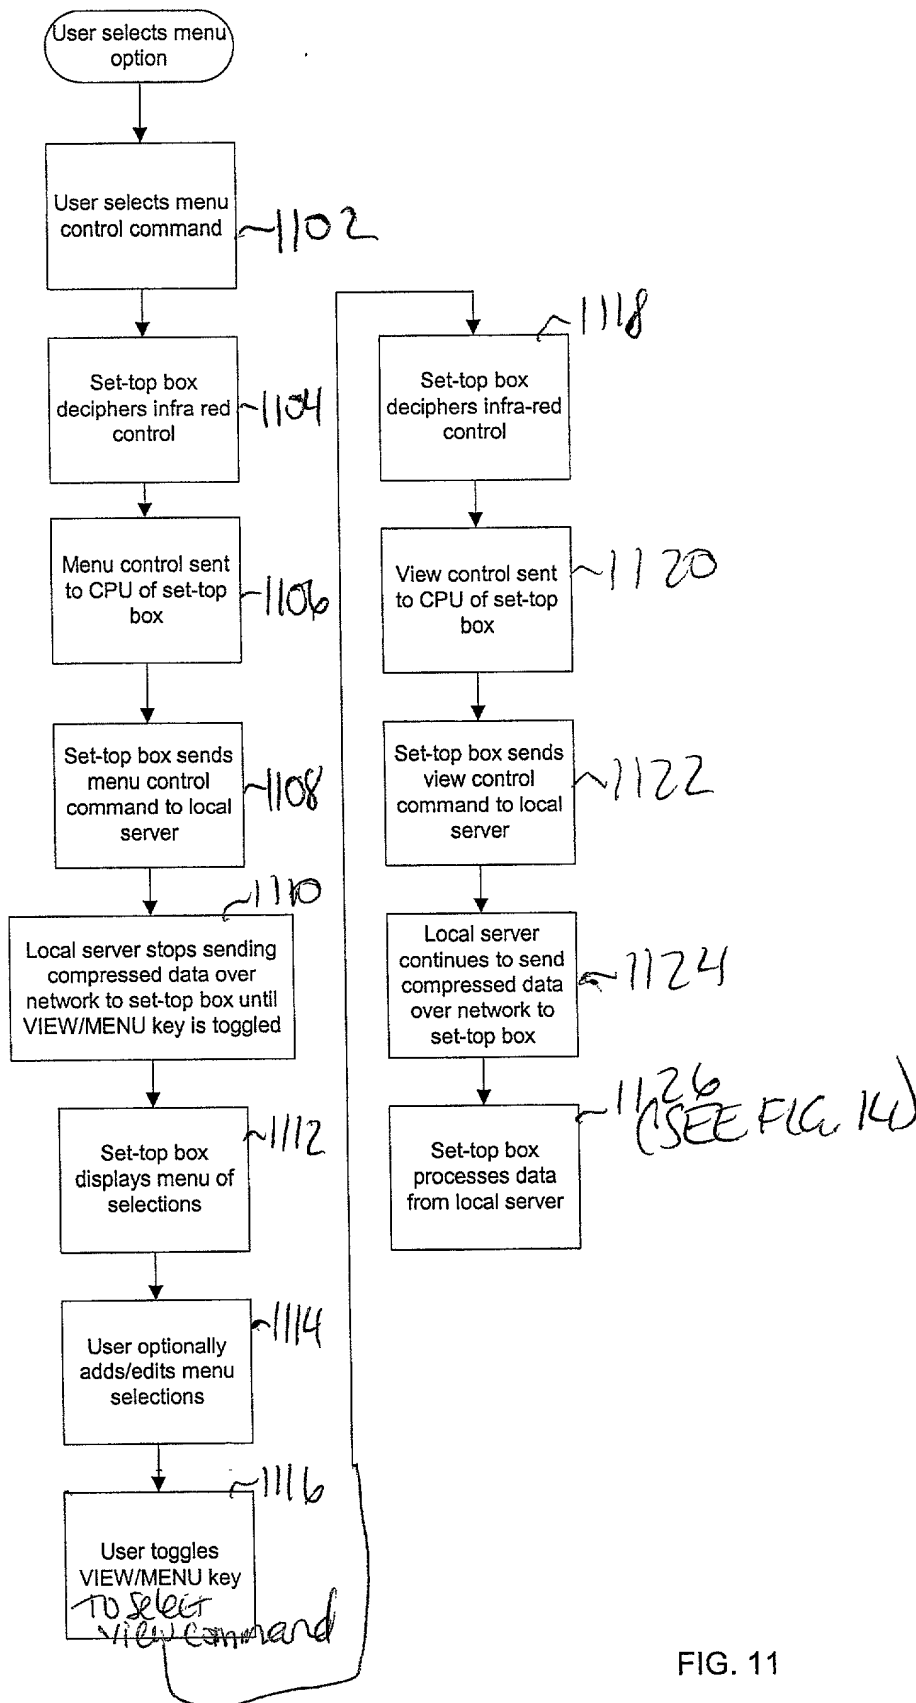 User selects menu
option
User selects menu
control command
1102
Set-top box
deciphers infra red
control
1104
Menu control sent
to CPU of set-top
box
1106
Set-top box sends
menu control
command to local
server
1108
1110
Local server stops sending
compressed data over
network to set-top box until
VIEW/MENU key is toggled
Set-top box
displays menu of
selections
1112
User optionally
adds/edits menu
selections
1114
1116
User toggles
VIEW/MENU key
TO select
view command
1118
Set-top box
deciphers infra-red
control
View control sent
to CPU of set-top
box
1120
Set-top box sends
view control
command to local
server
1122
Local server
continues to send
compressed data
over network to
set-top box
1124
1126
(SEE FIG. 14)
Set-top box
processes data
from local server
FIG. 11